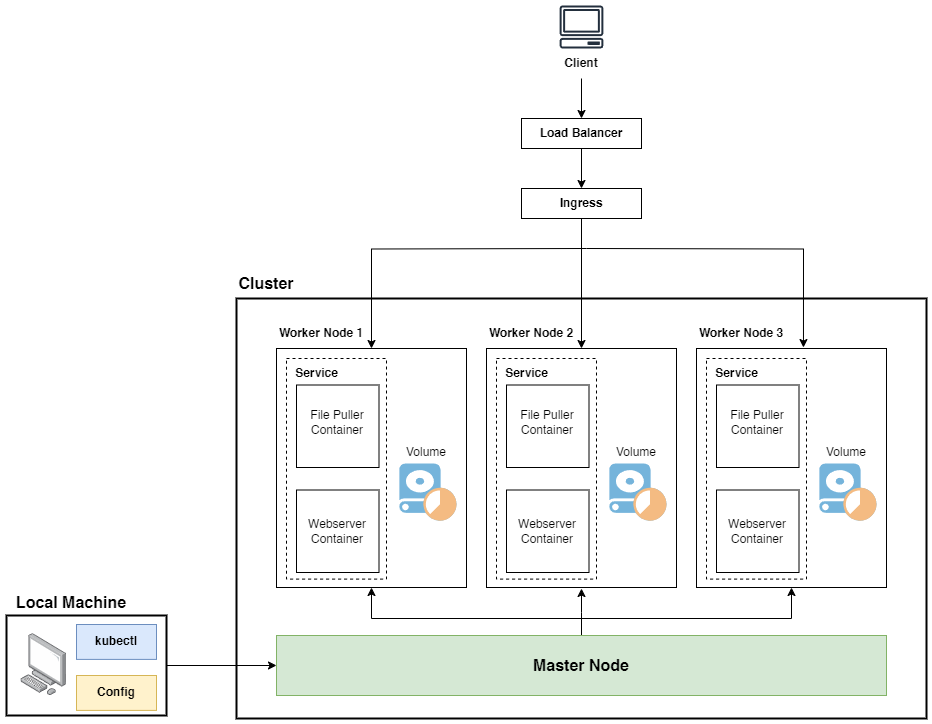 Client
Load Balancer
Ingress
Cluster
Worker Node 1
Worker Node 2
Worker Node 3
Service
File Puller
Container
Volume
Webserver
Container
Service
File Puller
Container
Volume
Webserver
Container
Service
File Puller
Container
Volume
Webserver
Container
Local Machine
kubectl
Config
Master Node